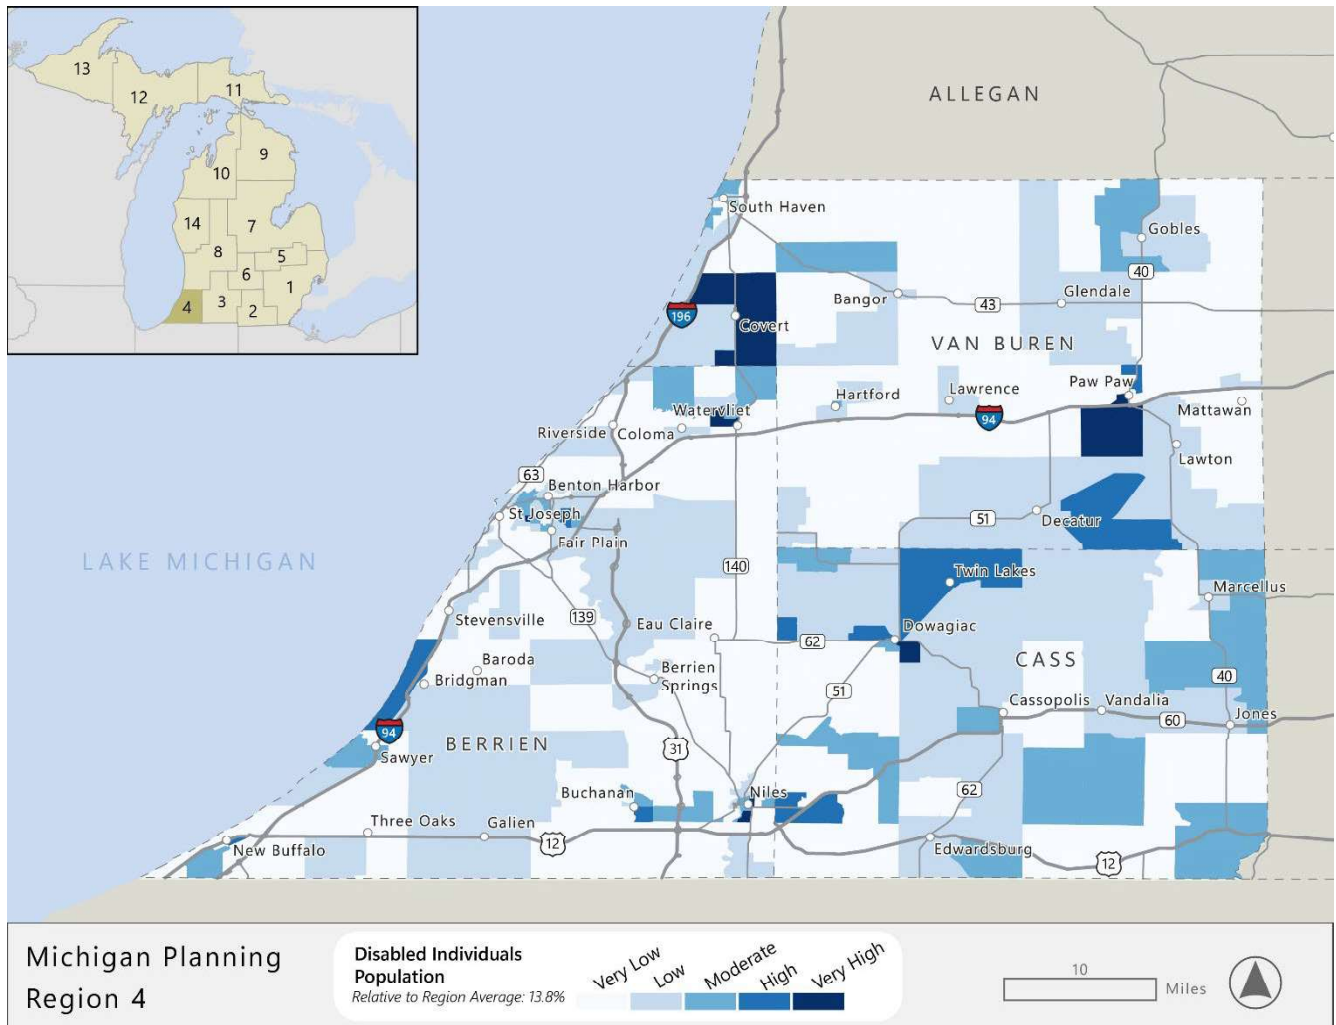 13
12
11
9
10
14
7
8
5
6
1
4
3
2
ALLEGAN
South Haven
Gobles
40
Bangor
43
Glendale
196
Covert
VAN BUREN
Paw Paw
Hartford
Lawrence
Mattawan
Watervliet
94
Riverside
Coloma
Lawton
63
Benton Harbor
St Joseph
51
Decatur
Fair Plain
LAKE MICHIGAN
140
Twin Lakes
Marcellus
Stevensville
139
Eau Claire
62
Dowagiac
CASS
Baroda
Berrien
Springs
Bridgman
51
40
Cassopolis
Vandalia
60
Jones
94
BERRIEN
31
Sawyer
Buchanan
Niles
62
Three Oaks
Galien
12
New Buffalo
Edwardsburg
12
Michigan Planning
Region 4
Disabled Individuals
Population
Relative to Region Average: 13.8%
Very Low
Low
Moderate
High
Very High
10
Miles